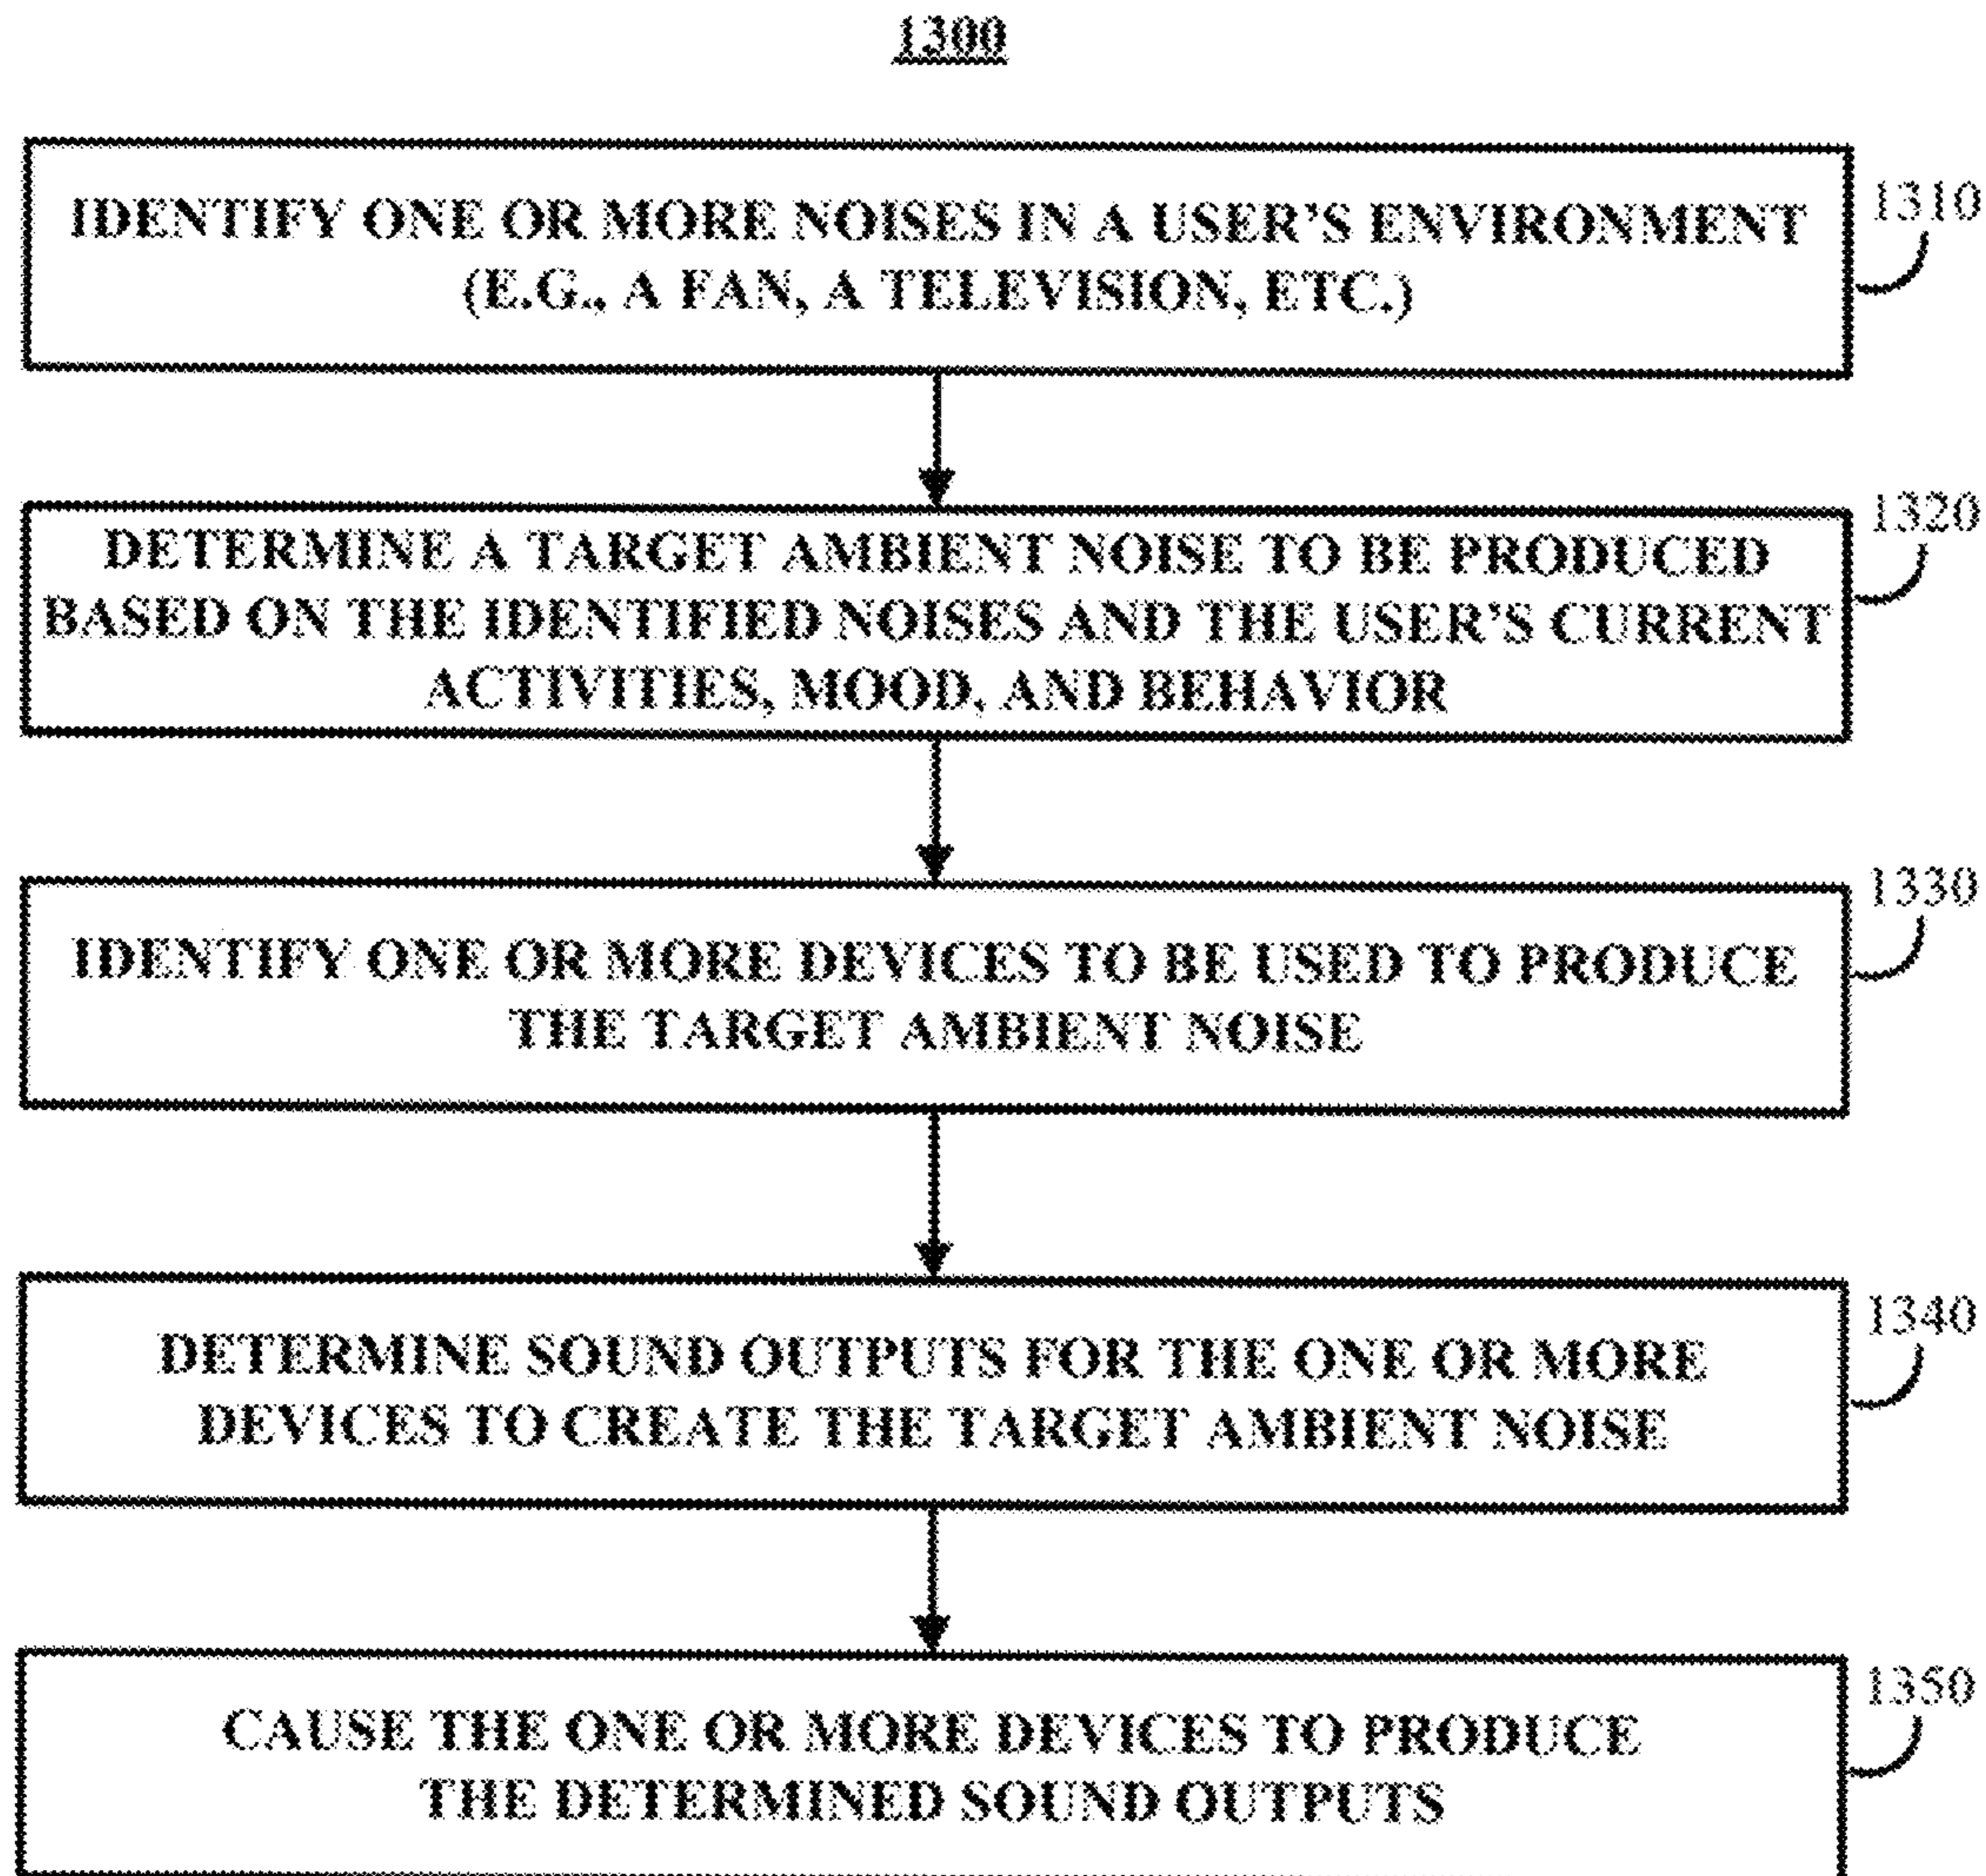 1300
IDENTIFY ONE OR MORE NOISES IN A USER'S ENVIRONMENT
(E.G., A FAN, A TELEVISION, ETC.)
1310
DETERMINE A TARGET AMBIENT NOISE TO BE PRODUCED
BASED ON THE IDENTIFIED NOISES AND THE USER'S CURRENT
ACTIVITIES, MOOD, AND BEHAVIOR
1320
IDENTIFY ONE OR MORE DEVICES TO BE USED TO PRODUCE
THE TARGET AMBIENT NOISE
1330
DETERMINE SOUND OUTPUTS FOR THE ONE OR MORE
DEVICES TO CREATE THE TARGET AMBIENT NOISE
1340
CAUSE THE ONE OR MORE DEVICES TO PRODUCE
THE DETERMINED SOUND OUTPUTS
1350